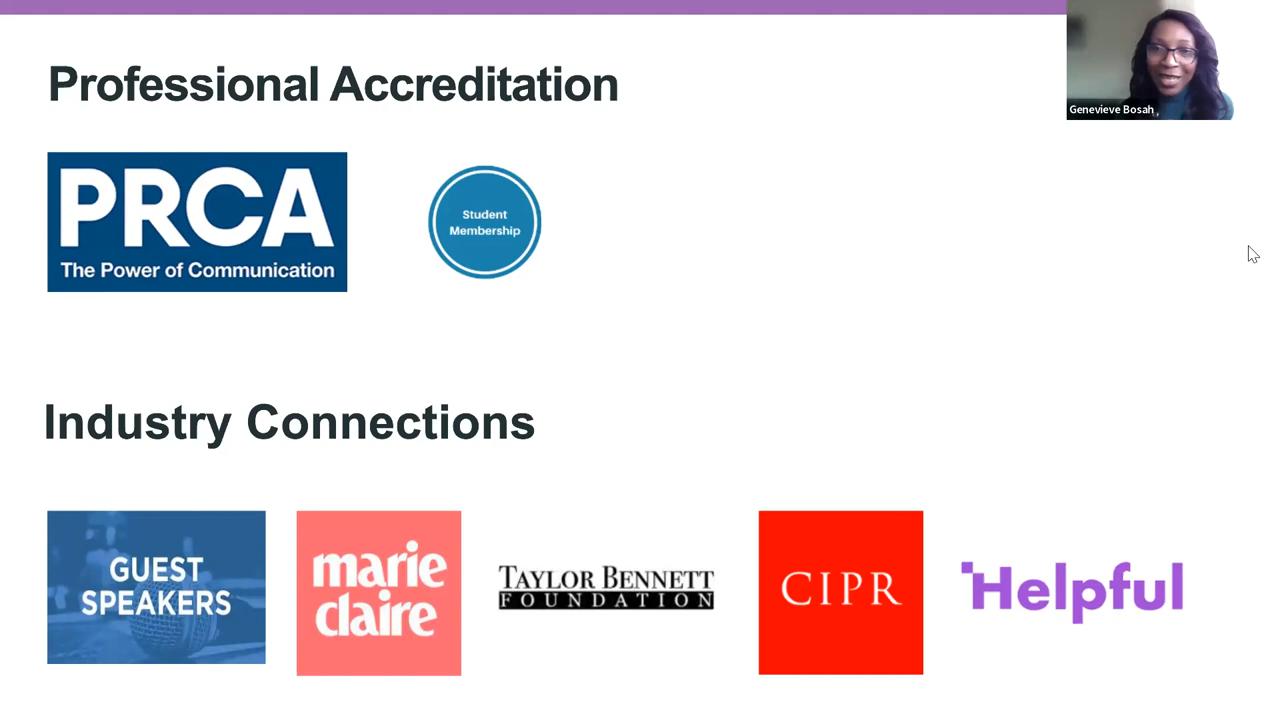 Professional Accreditation
Genevieve Bosah
PRCA
The Power of Communication
Student
Membership
Industry Connections
GUEST
SPEAKERS
marie
claire
TAYLOR BENNETT
FOUNDATION
CIPR
Helpful